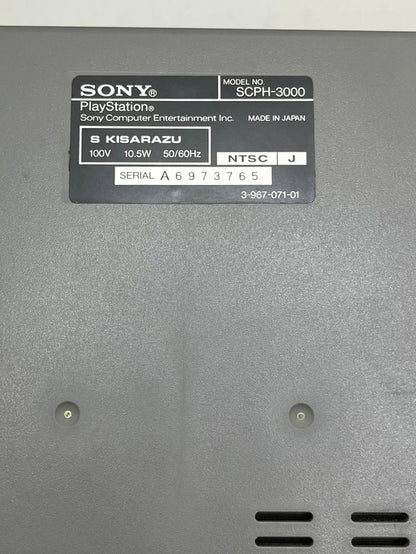 SONY®
MODEL NO.
SCPH-3000
PlayStation®
Sony Computer Entertainment Inc.
MADE IN JAPAN
S KISARAZU
100V 10.5W 50/60Hz
NTSC J
SERIAL A6973765
3-967-071-01